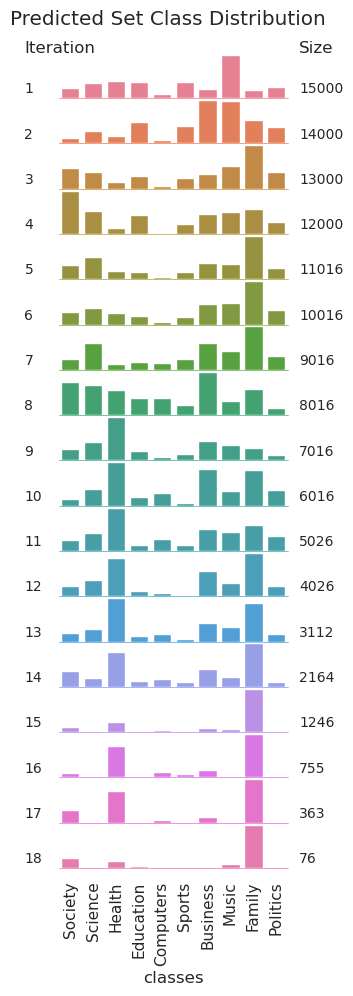 Predicted Set Class Distribution
Iteration Size
1 15000
2 14000
3 13000
4 12000
5 11016
6 10016
7 9016
8 8016
9 7016
10 6016
11 5026
12 4026
13 3112
14 2164
15 1246
16 755
17 363
18 76
Society
Science
Health
Education
Computers
Sports
Business
Music
Family
Politics
classes